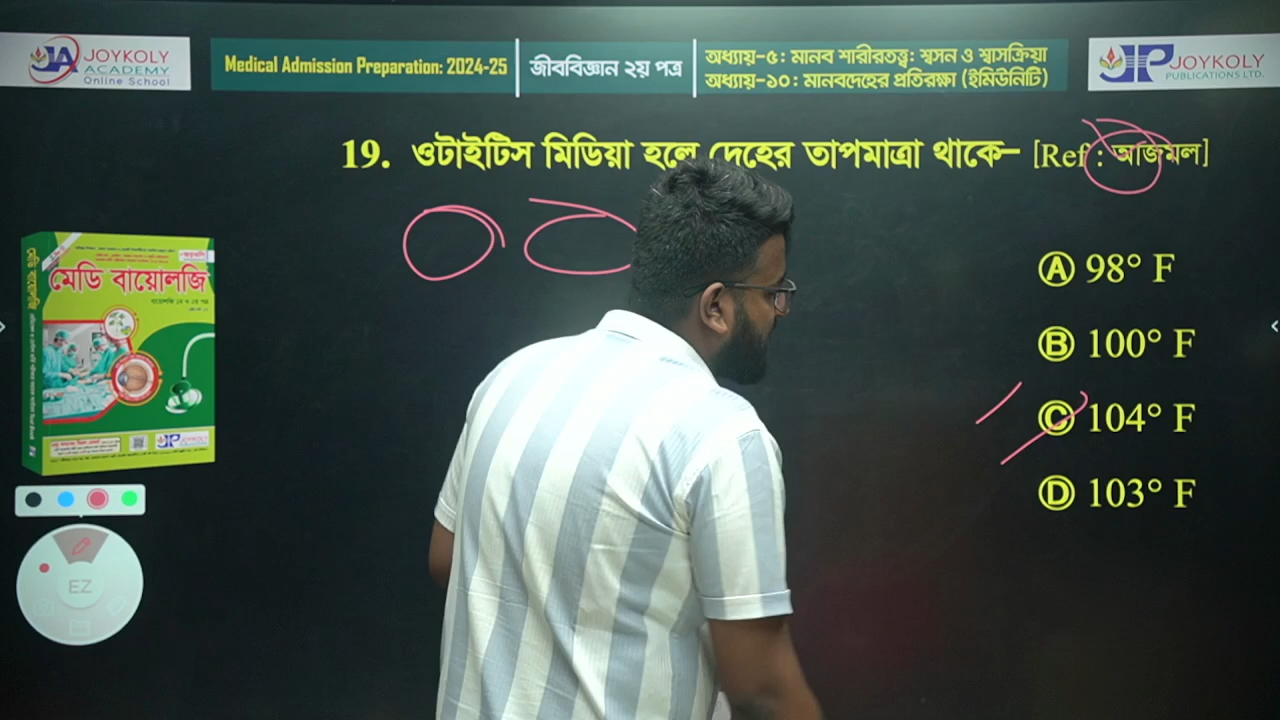 JA JOYKOLY
ACADEMY
Online School
Medical Admission Preparation: 2024-25
জীববিজ্ঞান ২য় পত্র
অধ্যায়-৫: মানব শারীরতত্ত্ব: শ্বসন ও শ্বাসক্রিয়া
অধ্যায়-১০: মানবদেহের প্রতিরক্ষা (ইমিউনিটি)
JP JOYKOLY
PUBLICATIONS LTD.
19. ওটাইটিস মিডিয়া হলে দেহের তাপমাত্রা থাকে– [Ref : আজমল]
A 98° F
B 100° F
C 104° F
D 103° F
মেডি বায়োলজি
JP
EZ